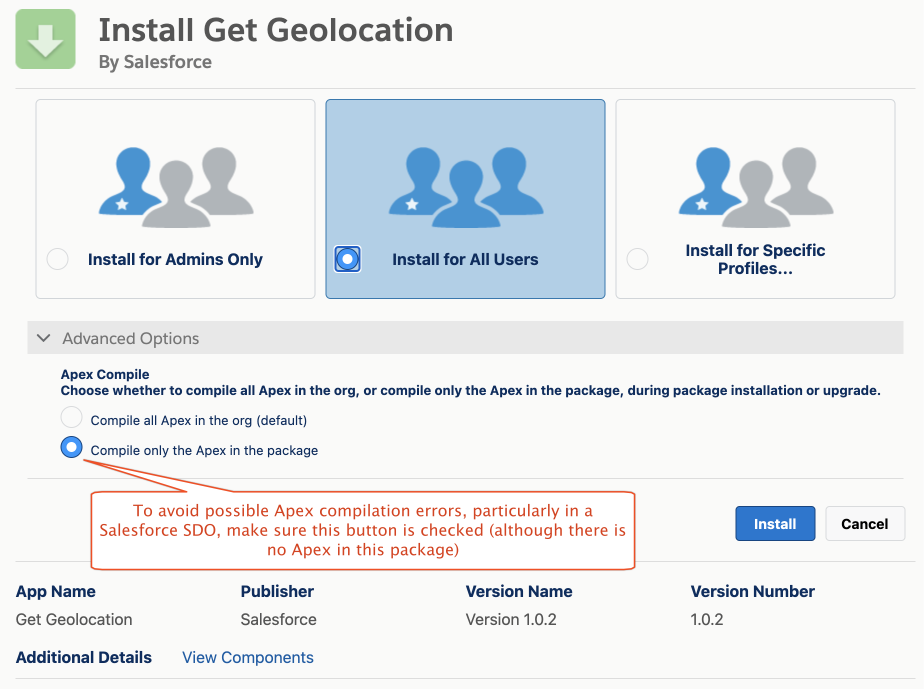 Install Get Geolocation
By Salesforce
Install for Admins Only
Install for All Users
Install for Specific
Profiles...
Advanced Options
Apex Compile
Choose whether to compile all Apex in the org, or compile only the Apex in the package, during package installation or upgrade.
Compile all Apex in the org (default)
Compile only the Apex in the package
To avoid possible Apex compilation errors, particularly in a
Salesforce SDO, make sure this button is checked (although there is
no Apex in this package)
Install
Cancel
App Name
Publisher
Version Name
Version Number
Get Geolocation
Salesforce
Version 1.0.2
1.0.2
Additional Details
View Components